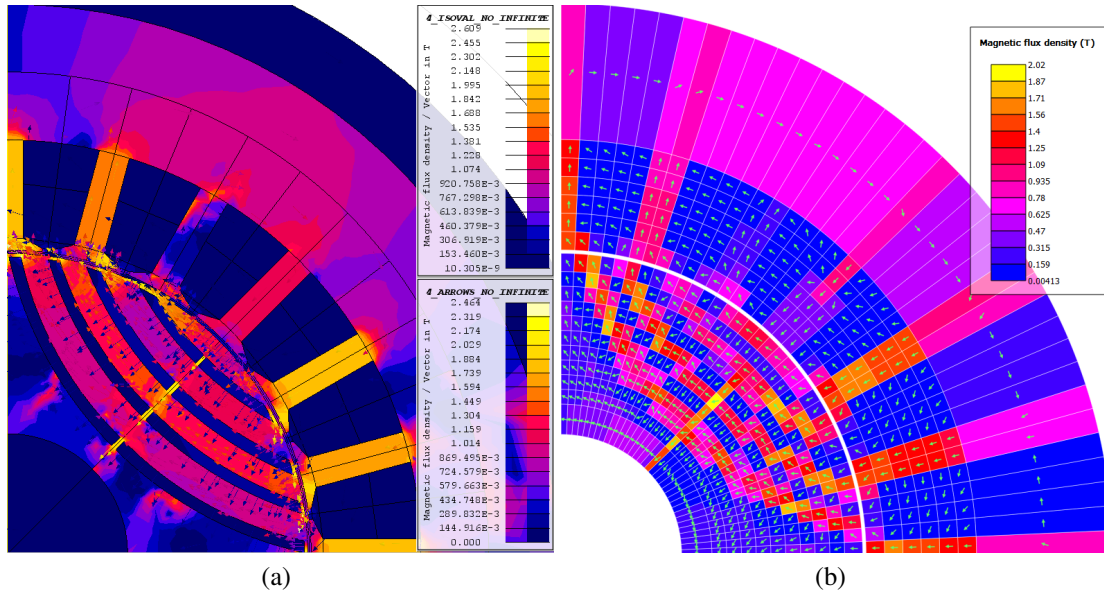 4_ISOVAL_NO_INFINITE
Magnetic flux density / Vector in T
2.609
2.455
2.302
2.148
1.995
1.842
1.688
1.535
1.381
1.228
1.074
920.758E-3
767.298E-3
613.839E-3
460.379E-3
306.919E-3
153.460E-3
10.305E-9
4_ARROWS_NO_INFINITE
Magnetic flux density / Vector in T
2.464
2.319
2.174
2.029
1.884
1.739
1.594
1.449
1.304
1.159
1.014
869.495E-3
724.579E-3
579.663E-3
434.748E-3
289.832E-3
144.916E-3
0.000
Magnetic flux density (T)
2.02
1.87
1.71
1.56
1.4
1.25
1.09
0.935
0.78
0.625
0.47
0.315
0.159
0.00413
(a)
(b)